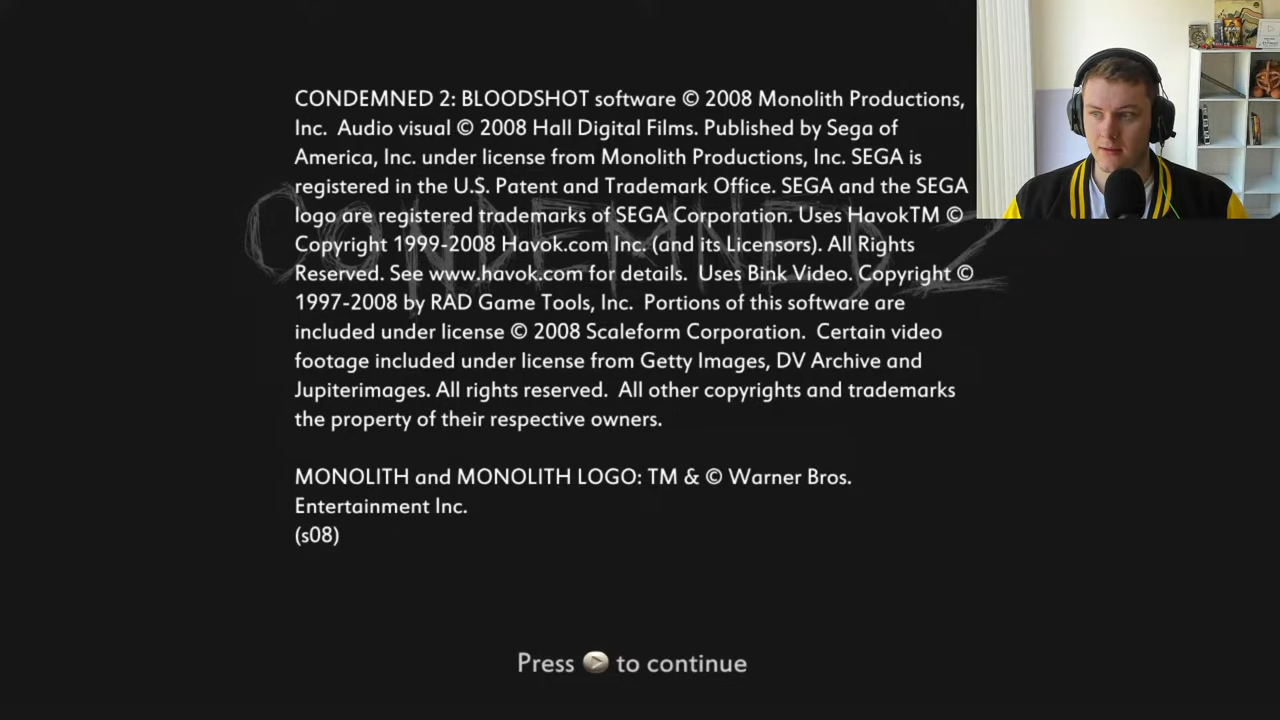 CONDEMNED 2: BLOODSHOT software © 2008 Monolith Productions,
Inc.  Audio visual © 2008 Hall Digital Films. Published by Sega of
America, Inc. under license from Monolith Productions, Inc. SEGA is
registered in the U.S. Patent and Trademark Office. SEGA and the SEGA
logo are registered trademarks of SEGA Corporation. Uses HavokTM ©
Copyright 1999-2008 Havok.com Inc. (and its Licensors). All Rights
Reserved. See www.havok.com for details.  Uses Bink Video. Copyright ©
1997-2008 by RAD Game Tools, Inc.  Portions of this software are
included under license © 2008 Scaleform Corporation.  Certain video
footage included under license from Getty Images, DV Archive and
Jupiterimages. All rights reserved.  All other copyrights and trademarks
the property of their respective owners.
CONDEMNED 2
MONOLITH and MONOLITH LOGO: TM & © Warner Bros.
Entertainment Inc.
(s08)
Press to continue